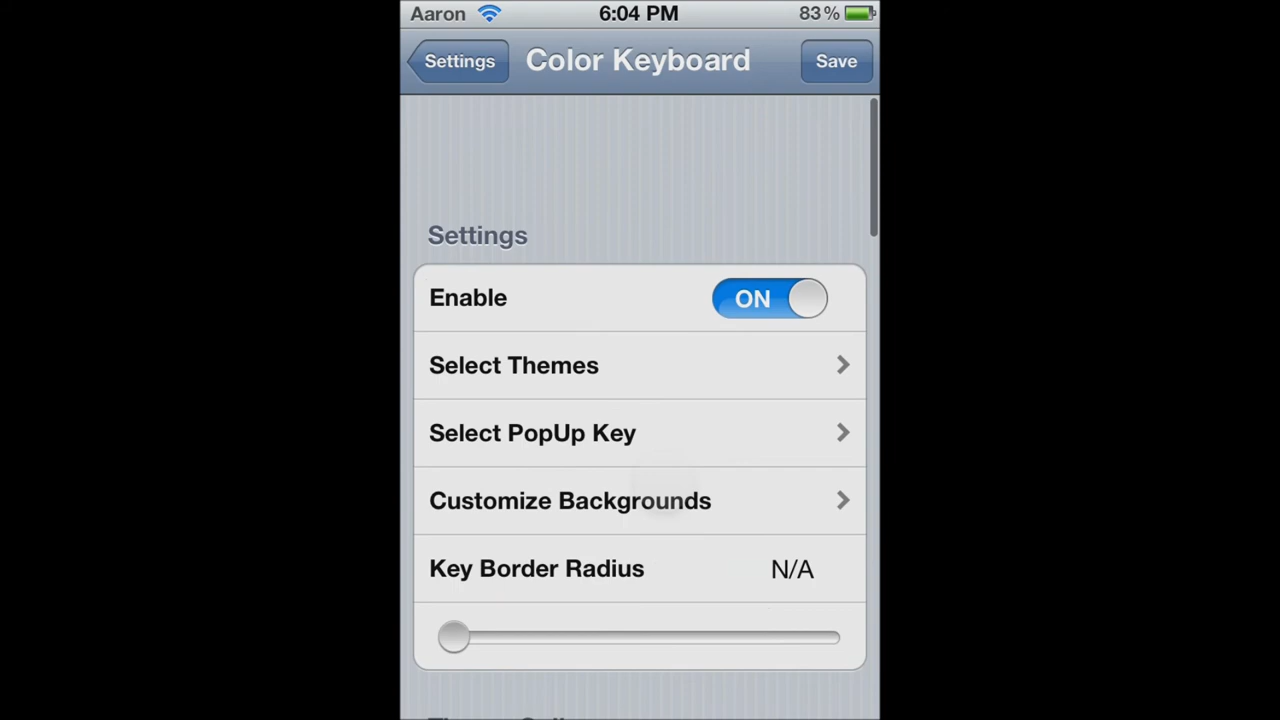 Aaron 6:04 PM 83%
Settings Color Keyboard Save
Settings
Enable ON
Select Themes
Select PopUp Key
Customize Backgrounds
Key Border Radius N/A